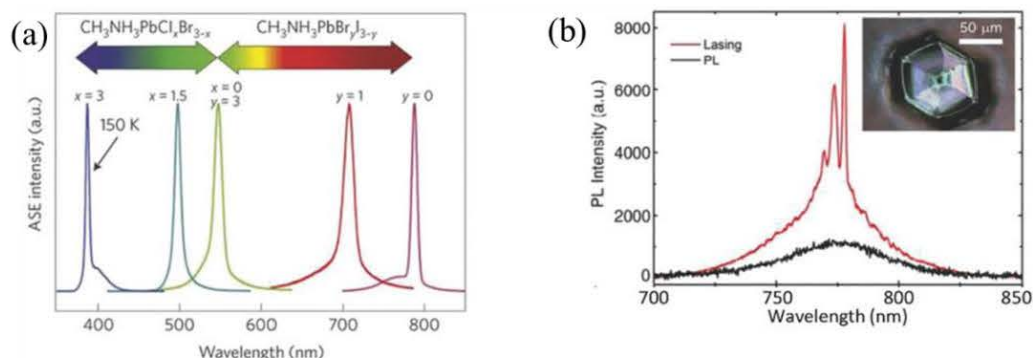 (a)
CH₃NH₃PbClₓBr₃₋ₓ
CH₃NH₃PbBrᵧI₃₋ᵧ
x = 3
x = 1.5
x = 0
y = 3
y = 1
y = 0
150 K
ASE intensity (a.u.)
400
500
600
700
800
Wavelength (nm)
(b)
Lasing
PL
50 µm
PL Intensity (a.u.)
8000
6000
4000
2000
0
700
750
800
850
Wavelength (nm)